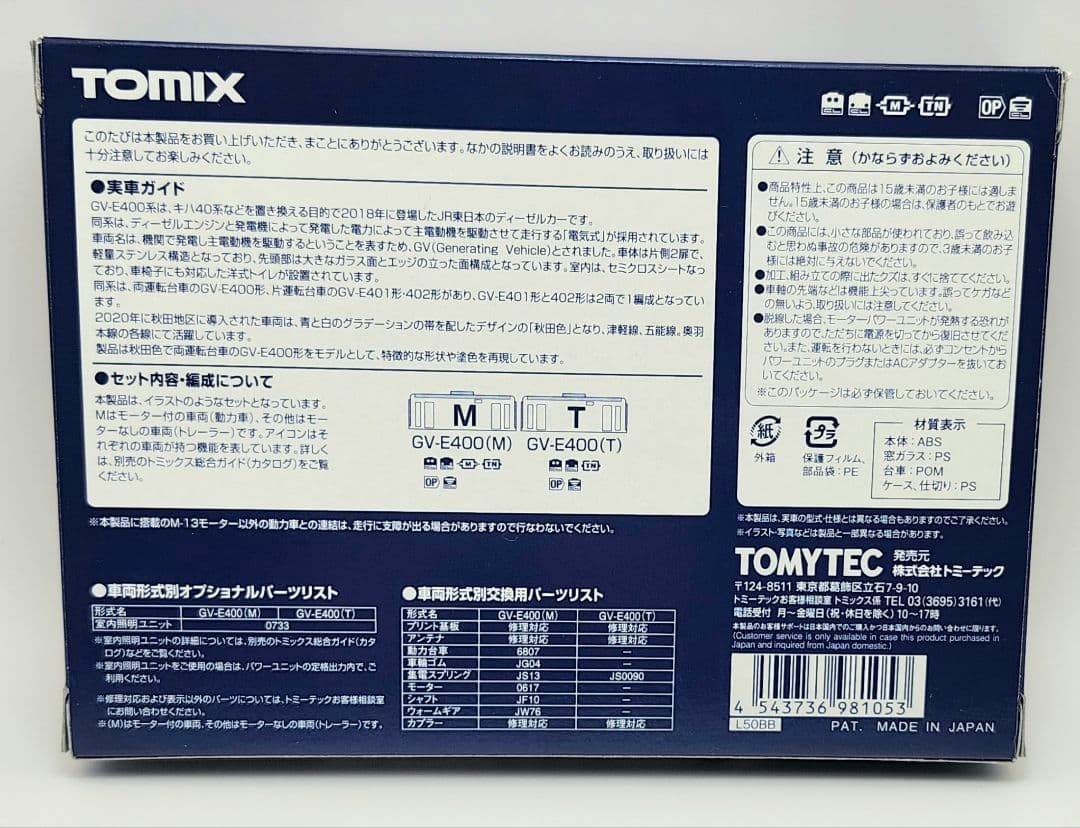 TOMIX
OP
このたびは本製品をお買い上げいただき、まことにありがとうございます。なかの説明書をよくお読みのうえ、取り扱いには
十分注意してお楽しみください。
●実車ガイド
GV-E400系は、キハ40系などを置き換える目的で2018年に登場したJR東日本のディーゼルカーです。
同系は、ディーゼルエンジンと発電機によって発電した電力によって主電動機を駆動させて走行する「電気式」が採用されています。
車両名は、機関で発電し主電動機を駆動するということを表すため、GV(Generating Vehicle)とされました。車体は片側2扉で、
軽量ステンレス構造となっており、先頭部は大きなガラス面とエッジの立った面構成となっています。室内は、セミクロスシートなっ
ており、車椅子にも対応した洋式トイレが設置されています。
同系は、両運転台車のGV-E400形、片運転台車のGV-E401形・402形があり、GV-E401形と402形は2両で1編成となってい
ます。
2020年に秋田地区に導入された車両は、青と白のグラデーションの帯を配したデザインの「秋田色」となり、津軽線、五能線。奥羽
本線の各線にて活躍しています。
製品は秋田色で両運転台車のGV-E400形をモデルとして、特徴的な形状や塗色を再現しています。
●セット内容・編成について
本製品は、イラストのようなセットとなっています。
Mはモーター付の車両(動力車)、その他はモー
ターなしの車両(トレーラー)です。アイコンはそ
れぞれの車両が持つ機能を表しています。詳しく
は、別売のトミックス総合ガイド(カタログ)をご覧
ください。
M T
GV-E400(M) GV-E400(T)
M TN TN
OP OP
※本製品に搭載のM-13モーター以外の動力車との連結は、走行に支障が出る場合がありますので行なわないでください。
●車両形式別オプショナルパーツリスト
形式名 GV-E400(M) GV-E400(T)
室内照明ユニット 0733
※室内照明ユニットの詳細については、別売のトミックス総合ガイド(カタ
ログ)などをご覧ください。
※室内照明ユニットをご使用の場合は、パワーユニットの定格出力内で、ご
利用ください。
※修理対応および表示以外のパーツについては、トミーテックお客様相談室
にお問い合わせください。
※(M)はモーター付の車両、その他はモーターなしの車両(トレーラー)です。
●車両形式別交換用パーツリスト
形式名 GV-E400(M) GV-E400(T)
プリント基板 修理対応 修理対応
アンテナ 修理対応 修理対応
動力台車 6807 —
車輪ゴム JG04 —
集電スプリング JS13 JS0090
モーター 0617 —
シャフト JF10 —
ウォームギア JW76 —
カプラー 修理対応 修理対応
M TN
OP
⚠ 注 意 (かならずおよみください)
●商品特性上、この商品は15歳未満のお子様には適しま
せん。15歳未満のお子様の場合は、保護者のもとでお遊
びください。
●この商品には、小さな部品が使われており、誤って飲み込
むと思わぬ事故の危険がありますので、3歳未満のお子
様には絶対に与えないでください。
●加工、組み立ての際に出たクズは、すぐに捨ててください。
●車軸の先端などは機能上尖っています。誤ってケガなど
の無いよう、取り扱いには注意してください。
●脱線した場合、モーターパワーユニットが発熱する恐れが
ありますので、ただちに電源を切ってから復旧させてくださ
い。また、運転を行わないときには、必ずコンセントから
パワーユニットのプラグまたはACアダプターを抜いてお
いてください。
※このパッケージは必ず保管しておいてください。
紙
外箱
プラ
保護フィルム、
部品袋:PE
材質表示
本体:ABS
窓ガラス:PS
台車:POM
ケース、仕切り:PS
※本製品は、実車の型式・仕様とは異なる場合もありますのでご了承ください。
※イラスト・写真などは製品と一部異なる場合があります。
TOMYTEC 発売元
株式会社トミーテック
〒124-8511 東京都葛飾区立石7-9-10
トミーテックお客様相談室 トミックス係 TEL 03(3695)3161(代)
電話受付 月〜金曜日(祝・休日を除く)10〜17時
本製品のお客様サポートは日本国内でのご購入かつ日本国内からのお問い合わせに限ります。
(Customer service is only available in case this product purchased in
Japan and inquired from Japan domestic.)
4 543736 981053
L50BB
PAT. MADE IN JAPAN